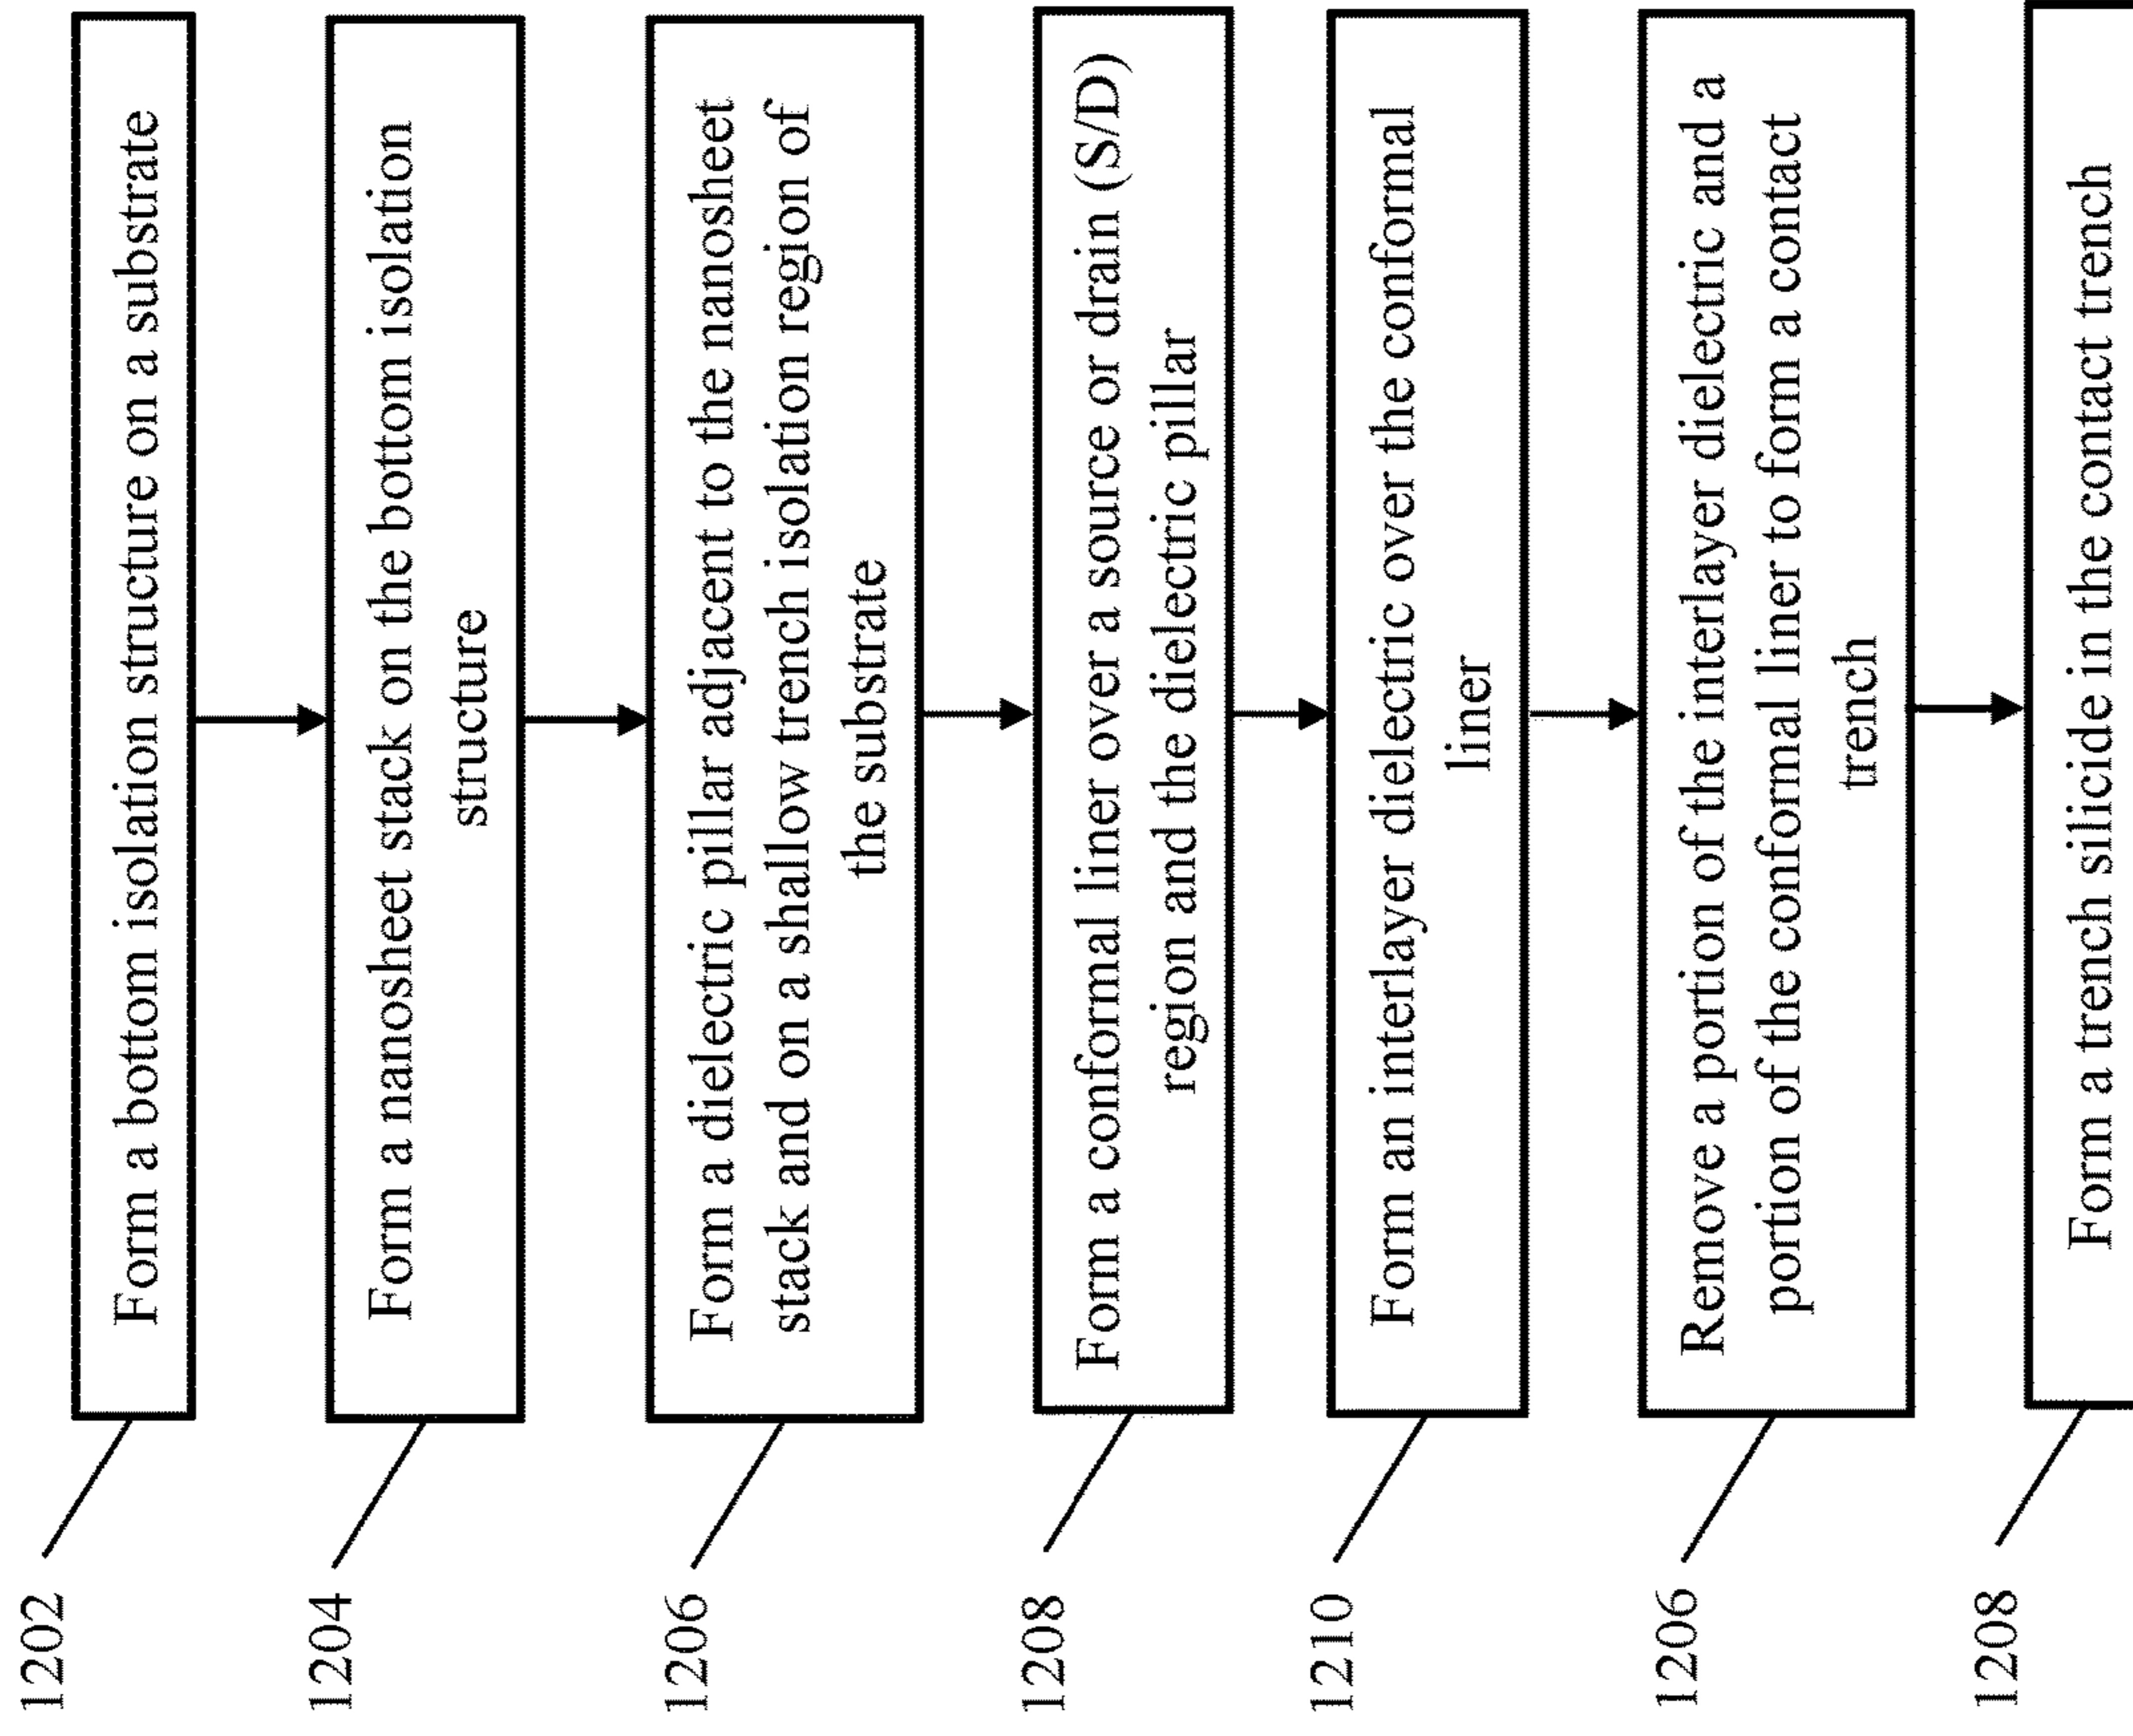 1202
Form a bottom isolation structure on a substrate
1204
Form a nanosheet stack on the bottom isolation
structure
1206
Form a dielectric pillar adjacent to the nanosheet
stack and on a shallow trench isolation region of
the substrate
1208
Form a conformal liner over a source or drain (S/D)
region and the dielectric pillar
1210
Form an interlayer dielectric over the conformal
liner
1206
Remove a portion of the interlayer dielectric and a
portion of the conformal liner to form a contact
trench
1208
Form a trench silicide in the contact trench